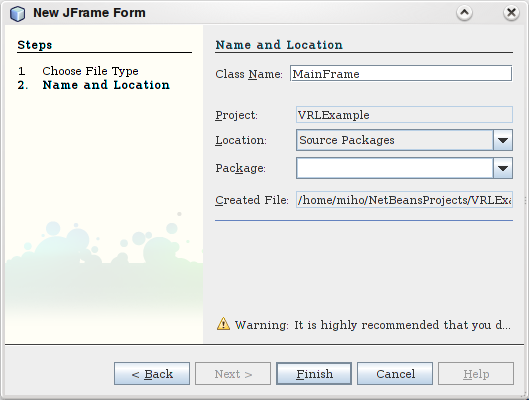 New JFrame Form
Steps
1 Choose File Type
2. Name and Location
Name and Location
Class Name: MainFrame
Project: VRLExample
Location: Source Packages
Package:
Created File: /home/miho/NetBeansProjects/VRLExa
Warning: It is highly recommended that you d...
< Back Next > Finish Cancel Help